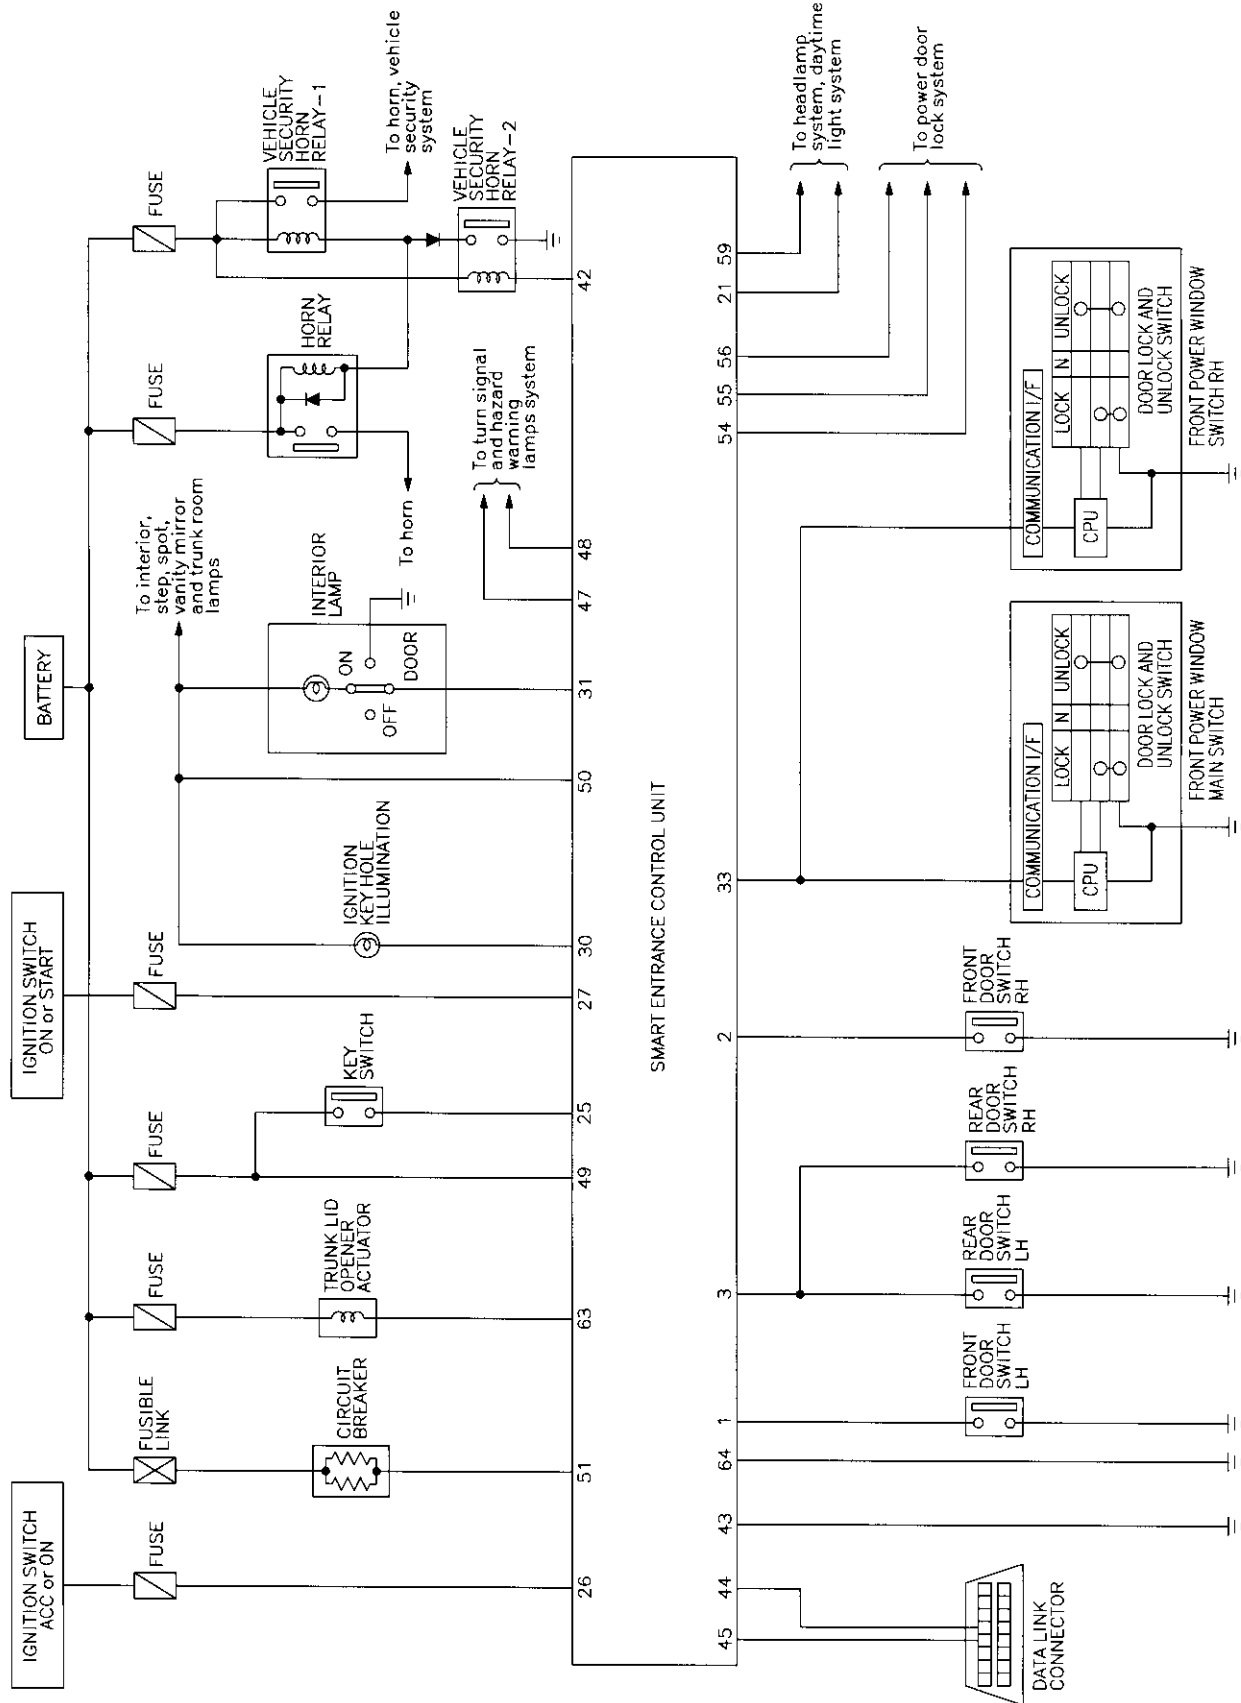 IGNITION SWITCH
ACC or ON
IGNITION SWITCH
ON or START
BATTERY
FUSE
FUSIBLE
LINK
FUSE
FUSE
FUSE
FUSE
FUSE
To interior,
step, spot,
vanity mirror
and trunk room
lamps
CIRCUIT
BREAKER
TRUNK LID
OPENER
ACTUATOR
KEY
SWITCH
IGNITION
KEY HOLE
ILLUMINATION
INTERIOR
LAMP
ON
OFF
DOOR
HORN
RELAY
To horn
VEHICLE
SECURITY
HORN
RELAY-1
To horn, vehicle
security
system
VEHICLE
SECURITY
HORN
RELAY-2
To turn signal
and hazard
warning
lamps system
26
51
63
49
25
27
30
50
31
47
48
42
SMART ENTRANCE CONTROL UNIT
45
44
43
64
1
3
2
33
54
55
56
21
59
To headlamp
system, daytime
light system
To power door
lock system
DATA LINK
CONNECTOR
FRONT
DOOR
SWITCH
LH
REAR
DOOR
SWITCH
LH
REAR
DOOR
SWITCH
RH
FRONT
DOOR
SWITCH
RH
COMMUNICATION I/F
CPU
LOCK
N
UNLOCK
DOOR LOCK AND
UNLOCK SWITCH
FRONT POWER WINDOW
MAIN SWITCH
COMMUNICATION I/F
CPU
LOCK
N
UNLOCK
DOOR LOCK AND
UNLOCK SWITCH
FRONT POWER WINDOW
SWITCH RH